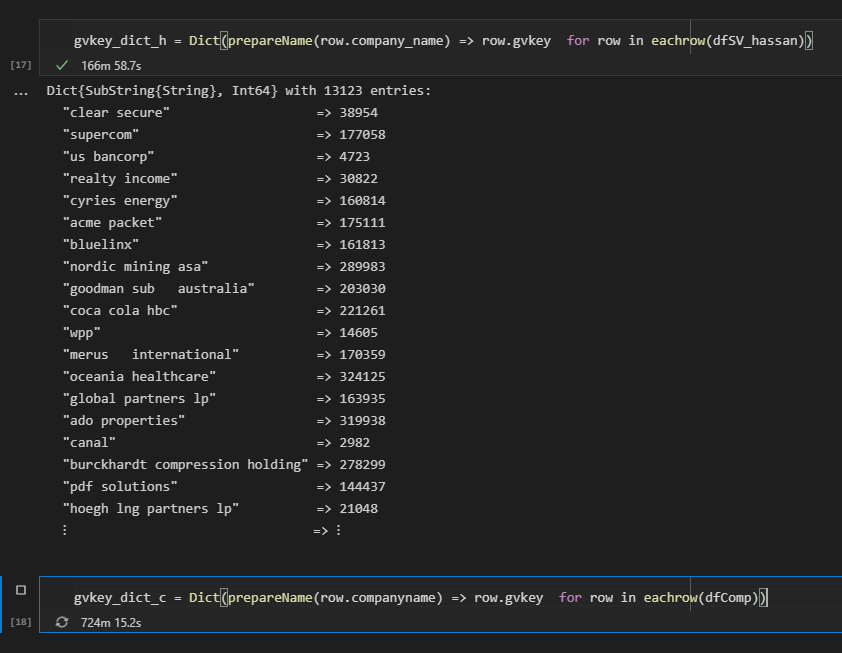 gvkey_dict_h = Dict(prepareName(row.company_name) => row.gvkey  for row in eachrow(dfSV_hassan))
[17] ✓ 166m 58.7s
... Dict{SubString{String}, Int64} with 13123 entries:
"clear secure" => 38954
"supercom" => 177058
"us bancorp" => 4723
"realty income" => 30822
"cyries energy" => 160814
"acme packet" => 175111
"bluelinx" => 161813
"nordic mining asa" => 289983
"goodman sub   australia" => 203030
"coca cola hbc" => 221261
"wpp" => 14605
"merus   international" => 170359
"oceania healthcare" => 324125
"global partners lp" => 163935
"ado properties" => 319938
"canal" => 2982
"burckhardt compression holding" => 278299
"pdf solutions" => 144437
"hoegh lng partners lp" => 21048
⋮ => ⋮
gvkey_dict_c = Dict(prepareName(row.companyname) => row.gvkey  for row in eachrow(dfComp))
[18] 724m 15.2s